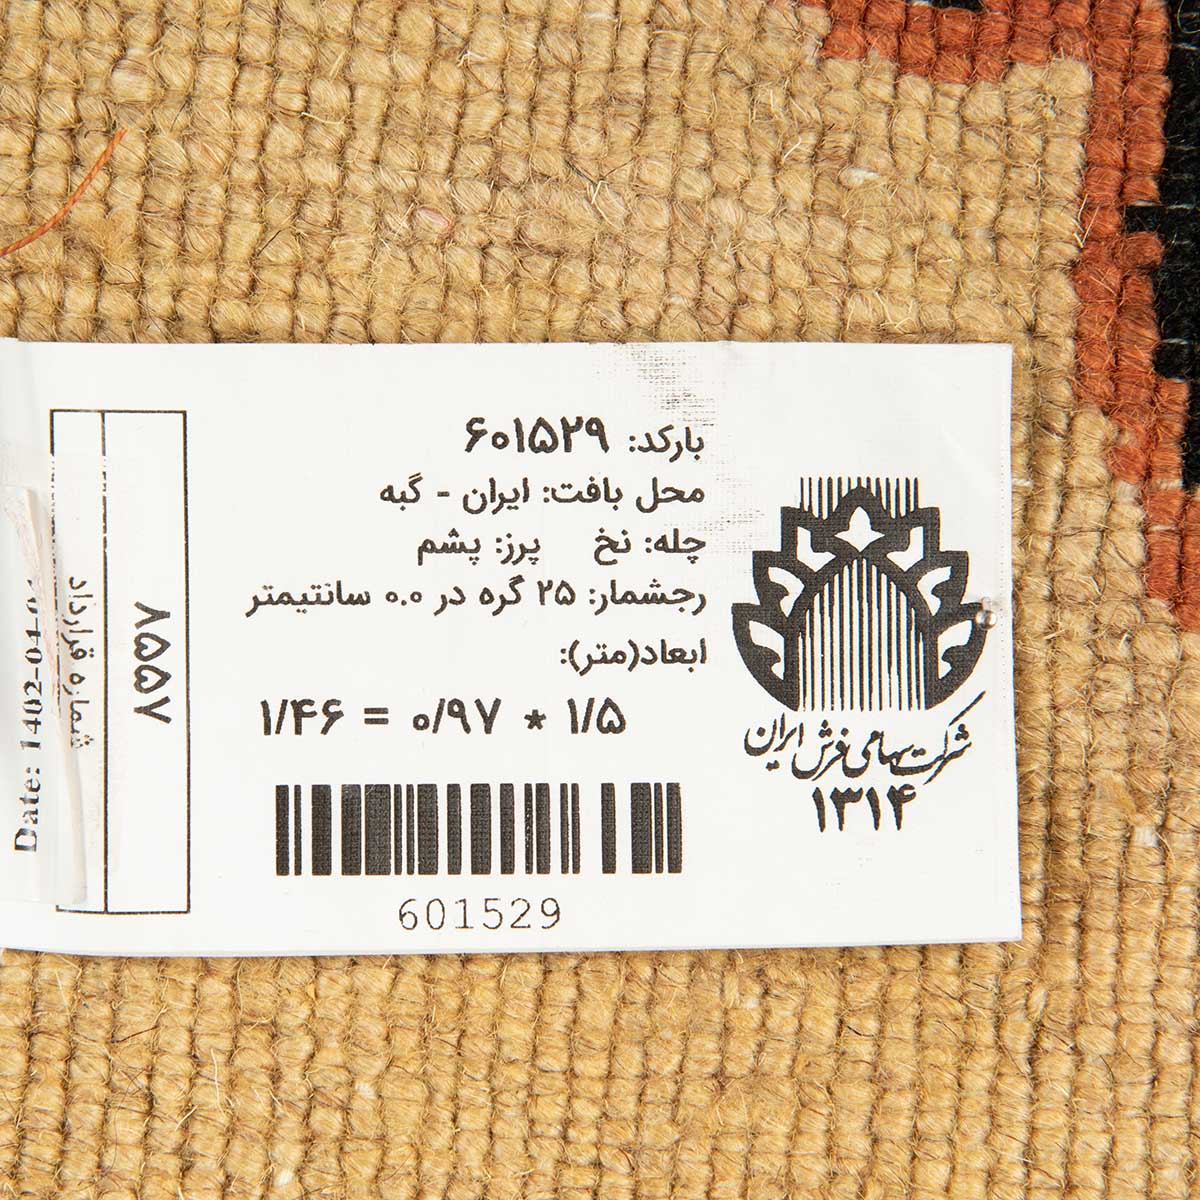 بارکد: ۶۰۱۵۲۹
محل بافت: ایران - گبه
چله: نخ پرز: پشم
رجشمار: ۲۵ گره در ۰.۰ سانتیمتر
ابعاد(متر):
۱/۴۶ = ۰/۹۷ * ۱/۵
601529
شرکت سهامی فرش ایران
۱۳۱۴
۸۵۵۷
شماره قرارداد
Date: 1402-04-0